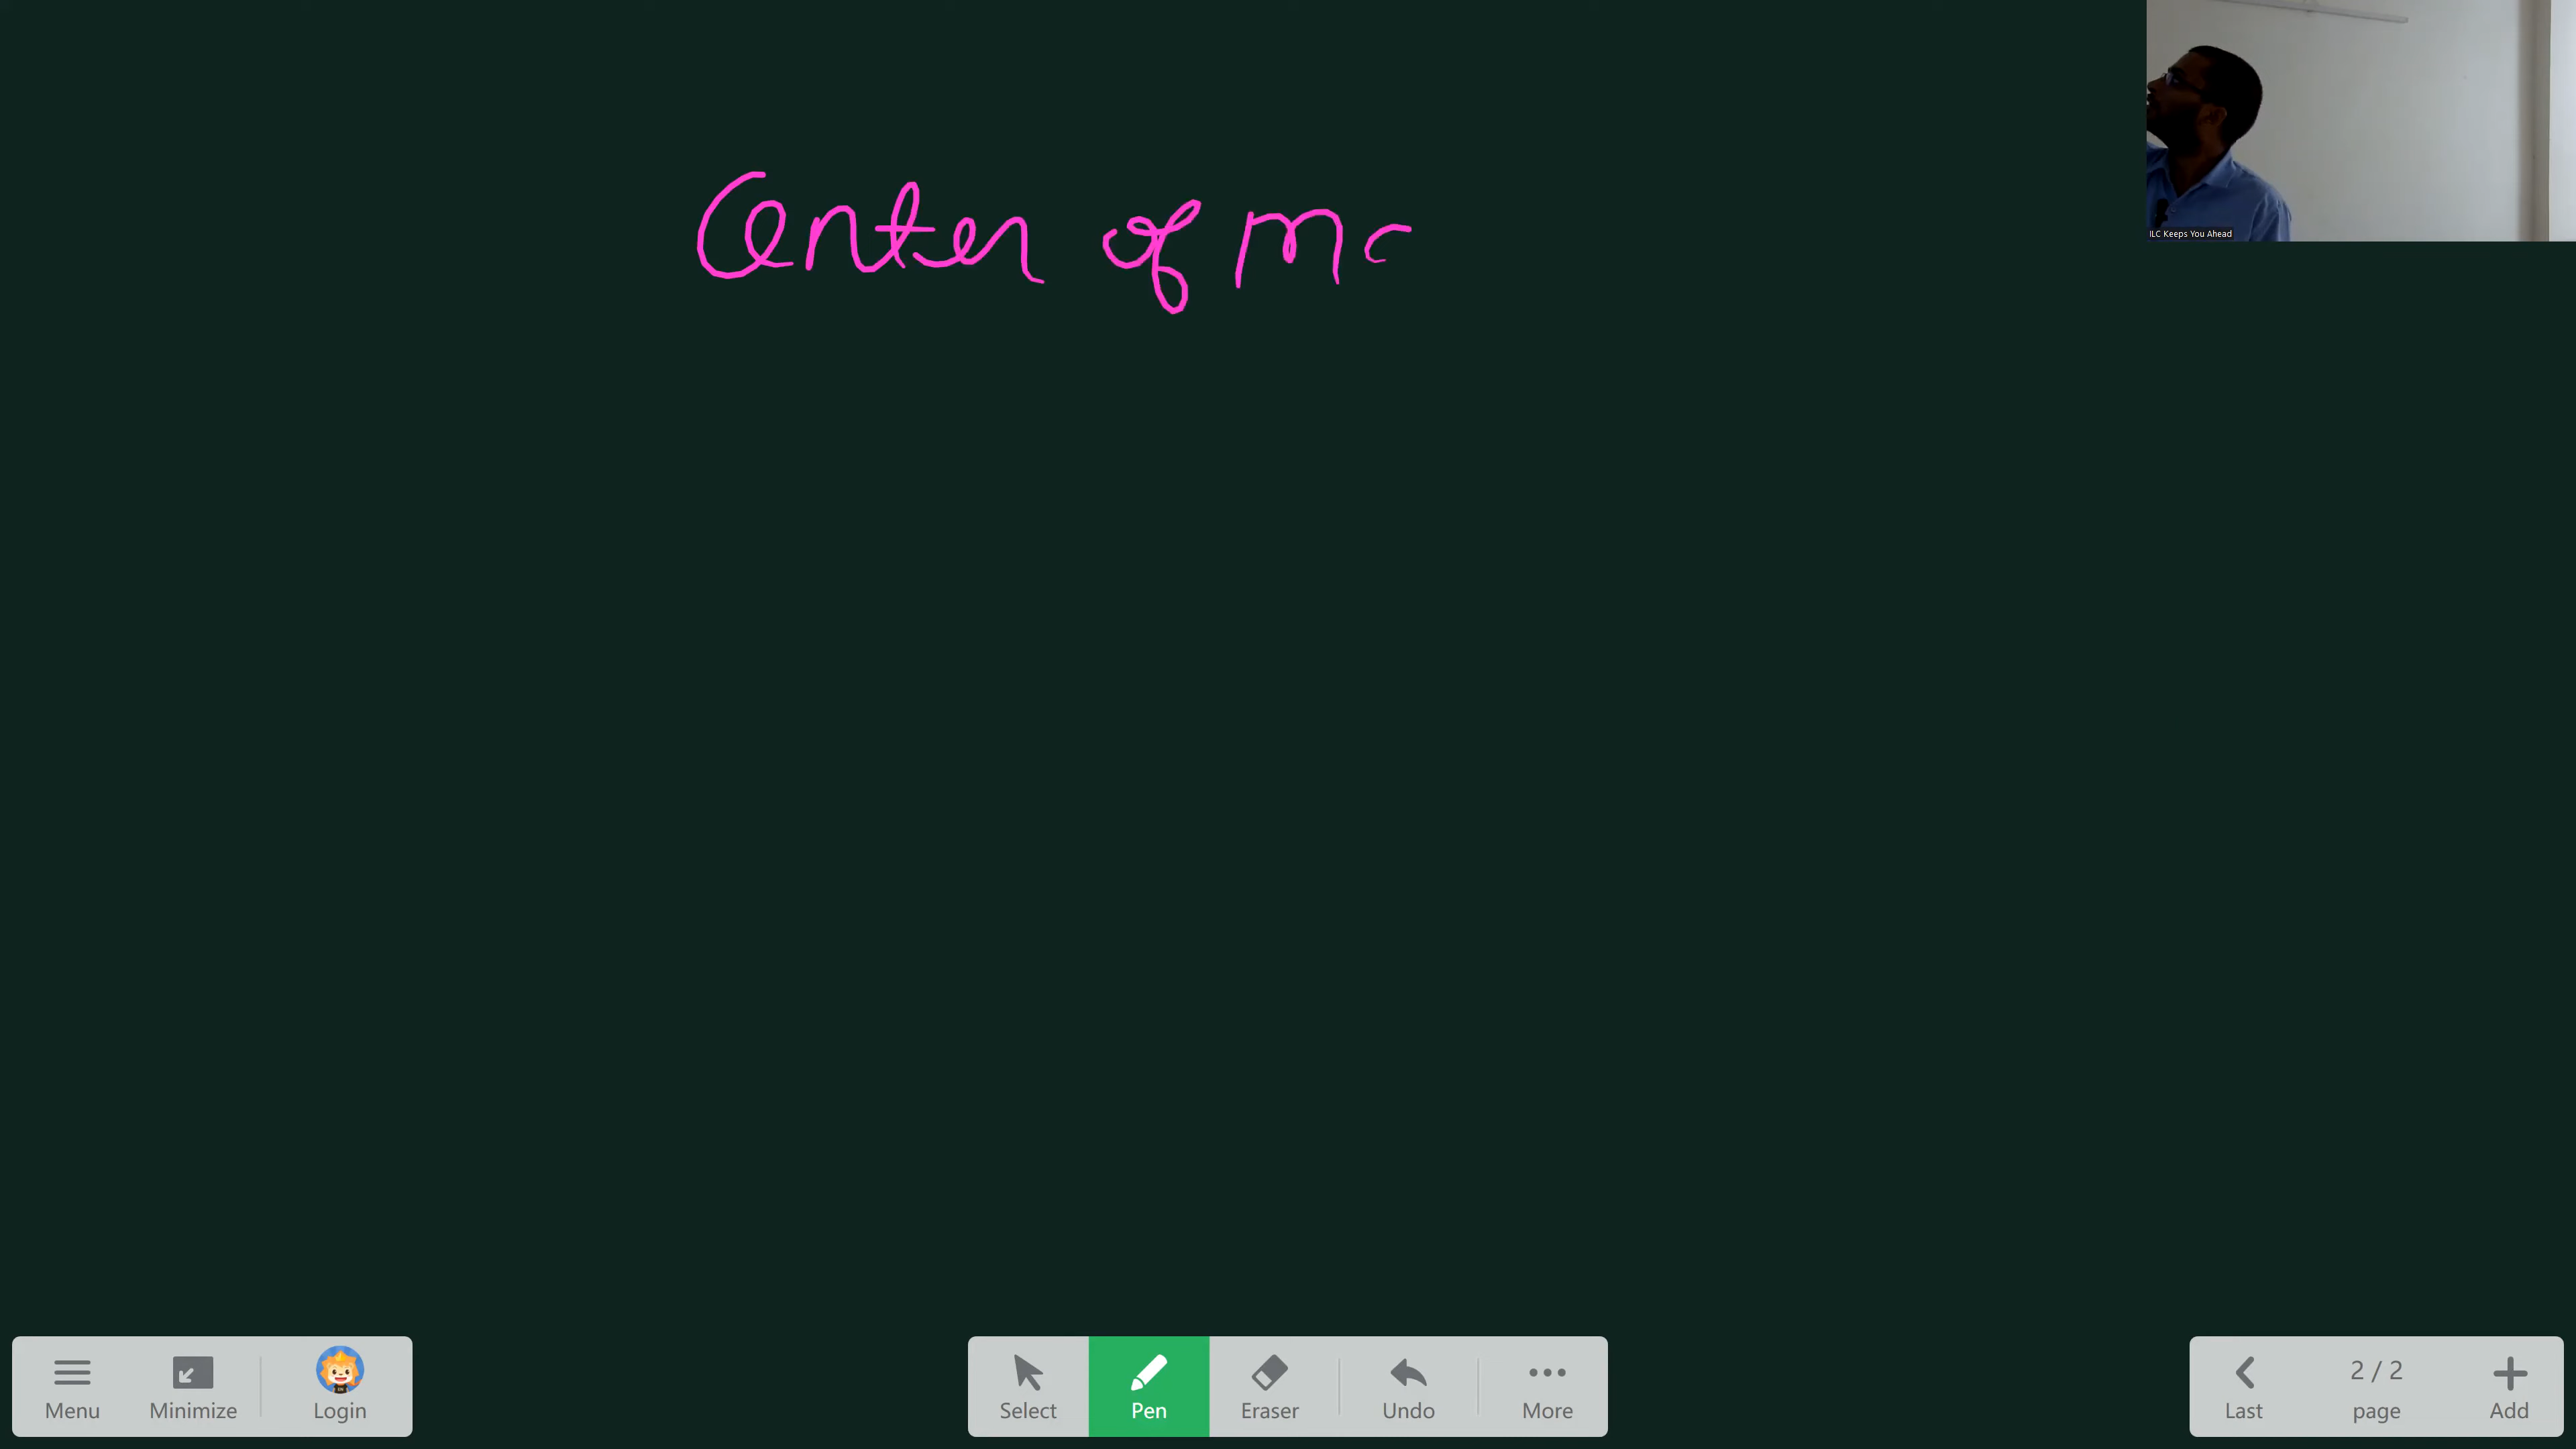 Center of ma
ILC Keeps You Ahead
Menu
Minimize
Login
Select
Pen
Eraser
Undo
More
Last
2 / 2
page
Add